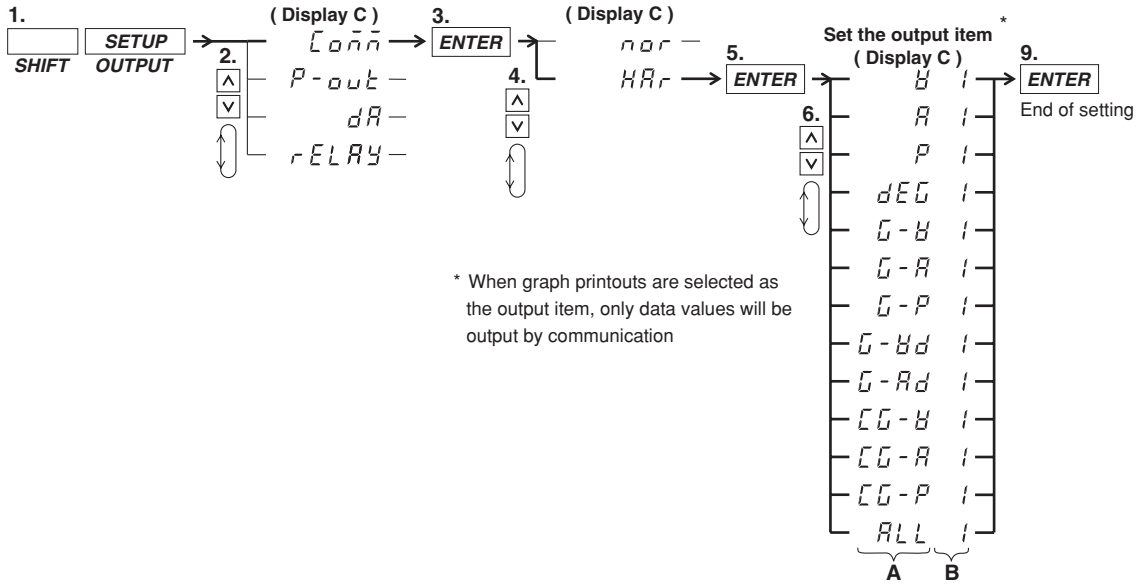 1.
SHIFT
SETUP
OUTPUT
2.
( Display C )
Comm
P-out
dA
rELAY
3.
ENTER
( Display C )
nor
HAr
4.
5.
ENTER
* When graph printouts are selected as
the output item, only data values will be
output by communication
Set the output item *
( Display C )
6.
V 1
A 1
P 1
dEG 1
G-V 1
G-A 1
G-P 1
G-Vd 1
G-Ad 1
CG-V 1
CG-A 1
CG-P 1
ALL 1
A B
9.
ENTER
End of setting